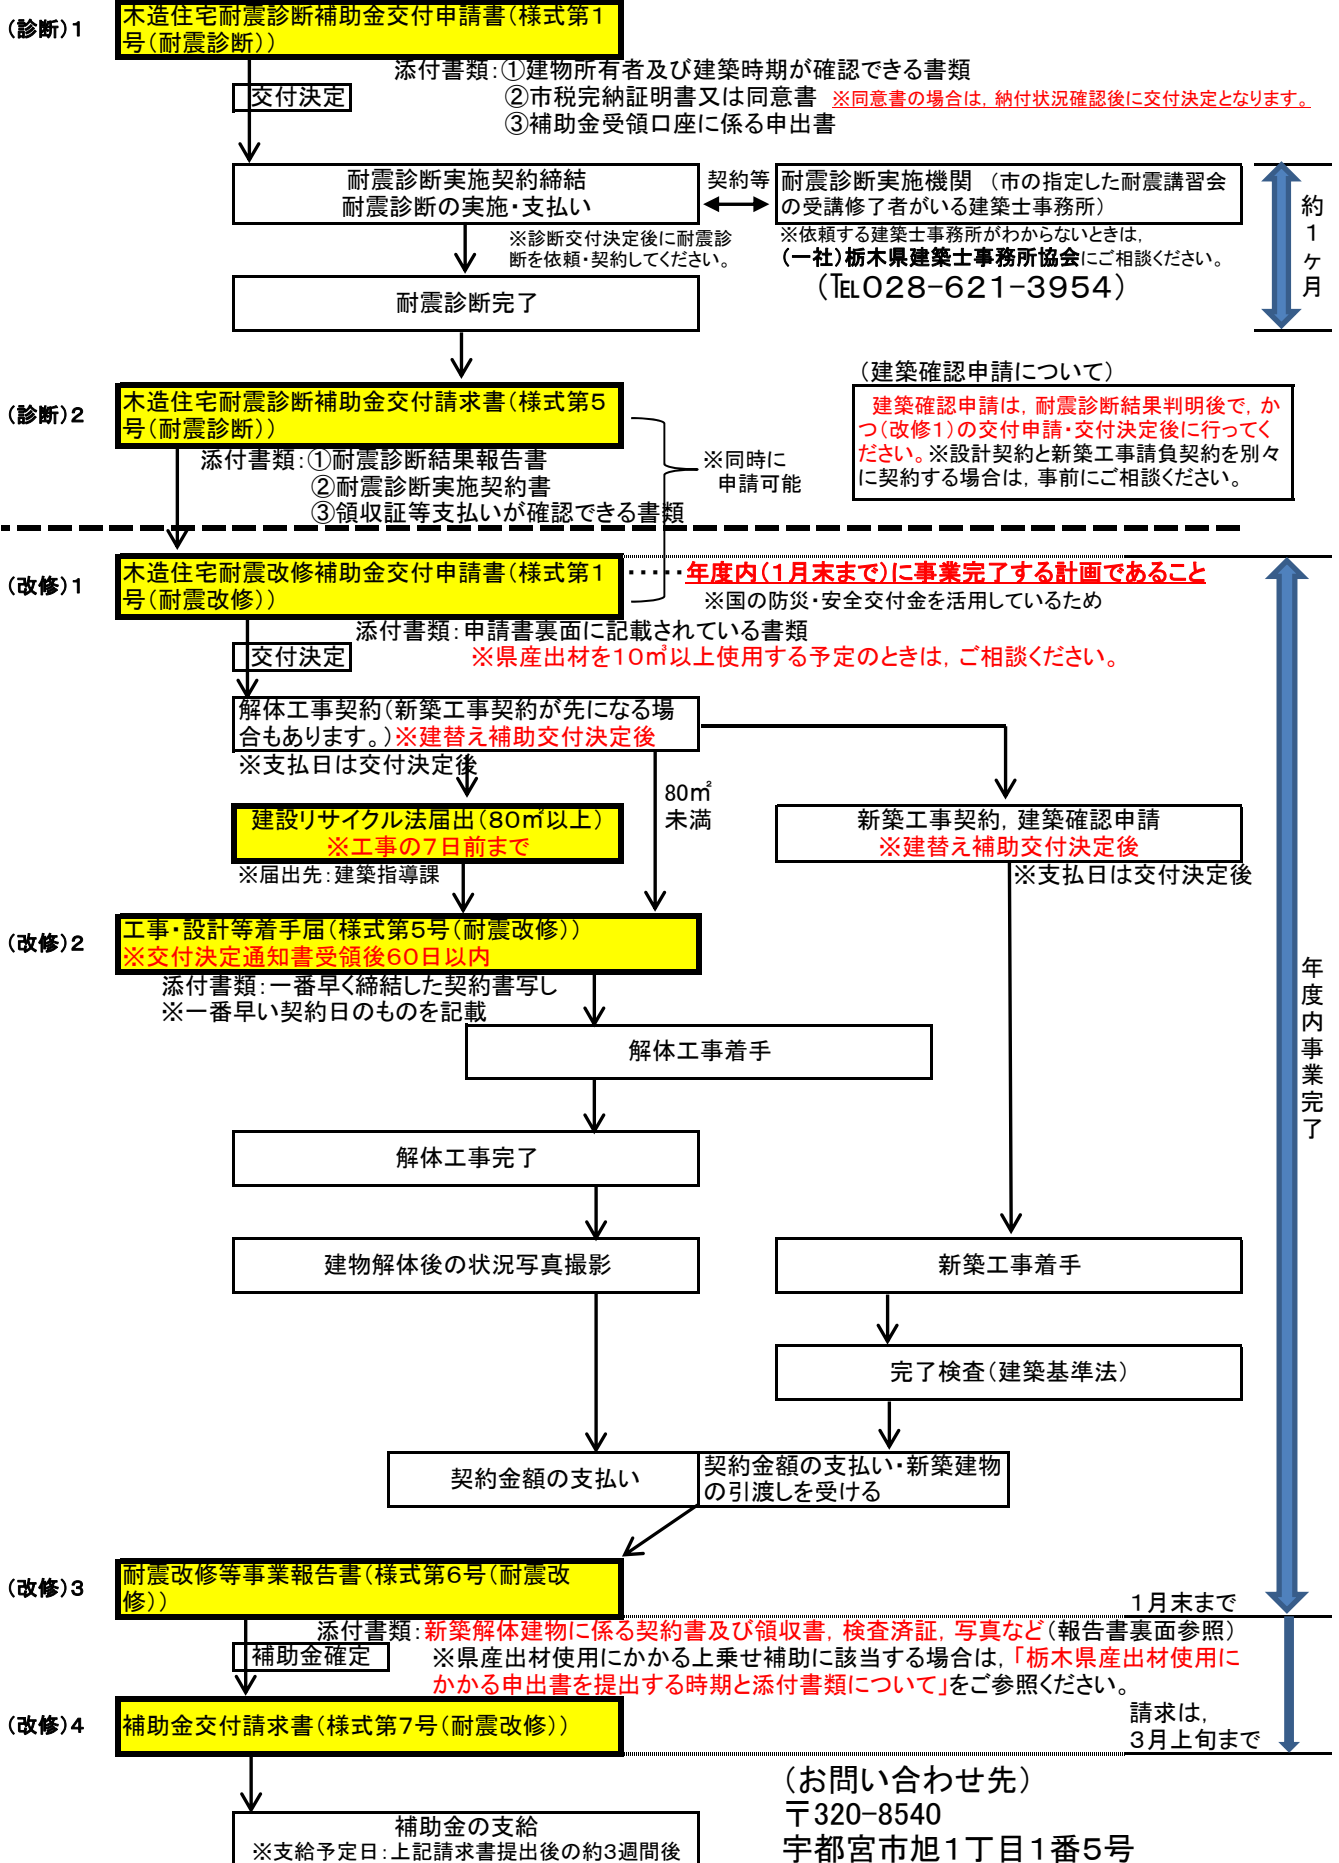 (診断)1
木造住宅耐震診断補助金交付申請書(様式第1
号(耐震診断))
添付書類:①建物所有者及び建築時期が確認できる書類
交付決定
②市税完納証明書又は同意書 ※同意書の場合は,納付状況確認後に交付決定となります。
③補助金受領口座に係る申出書
耐震診断実施契約締結
耐震診断の実施・支払い
契約等
耐震診断実施機関 (市の指定した耐震講習会
の受講修了者がいる建築士事務所)
約1ヶ月
※診断交付決定後に耐震診
断を依頼・契約してください。
※依頼する建築士事務所がわからないときは,
(一社)栃木県建築士事務所協会にご相談ください。
(℡028-621-3954)
耐震診断完了
(診断)2
木造住宅耐震診断補助金交付請求書(様式第5
号(耐震診断))
(建築確認申請について)
建築確認申請は,耐震診断結果判明後で,か
つ(改修1)の交付申請・交付決定後に行ってく
ださい。※設計契約と新築工事請負契約を別々
に契約する場合は,事前にご相談ください。
添付書類:①耐震診断結果報告書
②耐震診断実施契約書
③領収証等支払いが確認できる書類
※同時に
申請可能
(改修)1
木造住宅耐震改修補助金交付申請書(様式第1
号(耐震改修))
・・・・・年度内(1月末まで)に事業完了する計画であること
※国の防災・安全交付金を活用しているため
添付書類:申請書裏面に記載されている書類
交付決定
※県産出材を10㎥以上使用する予定のときは,ご相談ください。
解体工事契約(新築工事契約が先になる場
合もあります。)※建替え補助交付決定後
※支払日は交付決定後
80㎡
未満
建設リサイクル法届出(80㎡以上)
※工事の7日前まで
※届出先:建築指導課
新築工事契約,建築確認申請
※建替え補助交付決定後
※支払日は交付決定後
(改修)2
工事・設計等着手届(様式第5号(耐震改修))
※交付決定通知書受領後60日以内
添付書類:一番早く締結した契約書写し
※一番早い契約日のものを記載
年度内事業完了
解体工事着手
解体工事完了
建物解体後の状況写真撮影
新築工事着手
完了検査(建築基準法)
契約金額の支払い
契約金額の支払い・新築建物
の引渡しを受ける
(改修)3
耐震改修等事業報告書(様式第6号(耐震改
修))
1月末まで
添付書類:新築解体建物に係る契約書及び領収書,検査済証,写真など(報告書裏面参照)
補助金確定
※県産出材使用にかかる上乗せ補助に該当する場合は,「栃木県産出材使用に
かかる申出書を提出する時期と添付書類について」をご参照ください。
(改修)4
補助金交付請求書(様式第7号(耐震改修))
請求は,
3月上旬まで
補助金の支給
※支給予定日:上記請求書提出後の約3週間後
(お問い合わせ先)
〒320-8540
宇都宮市旭1丁目1番5号